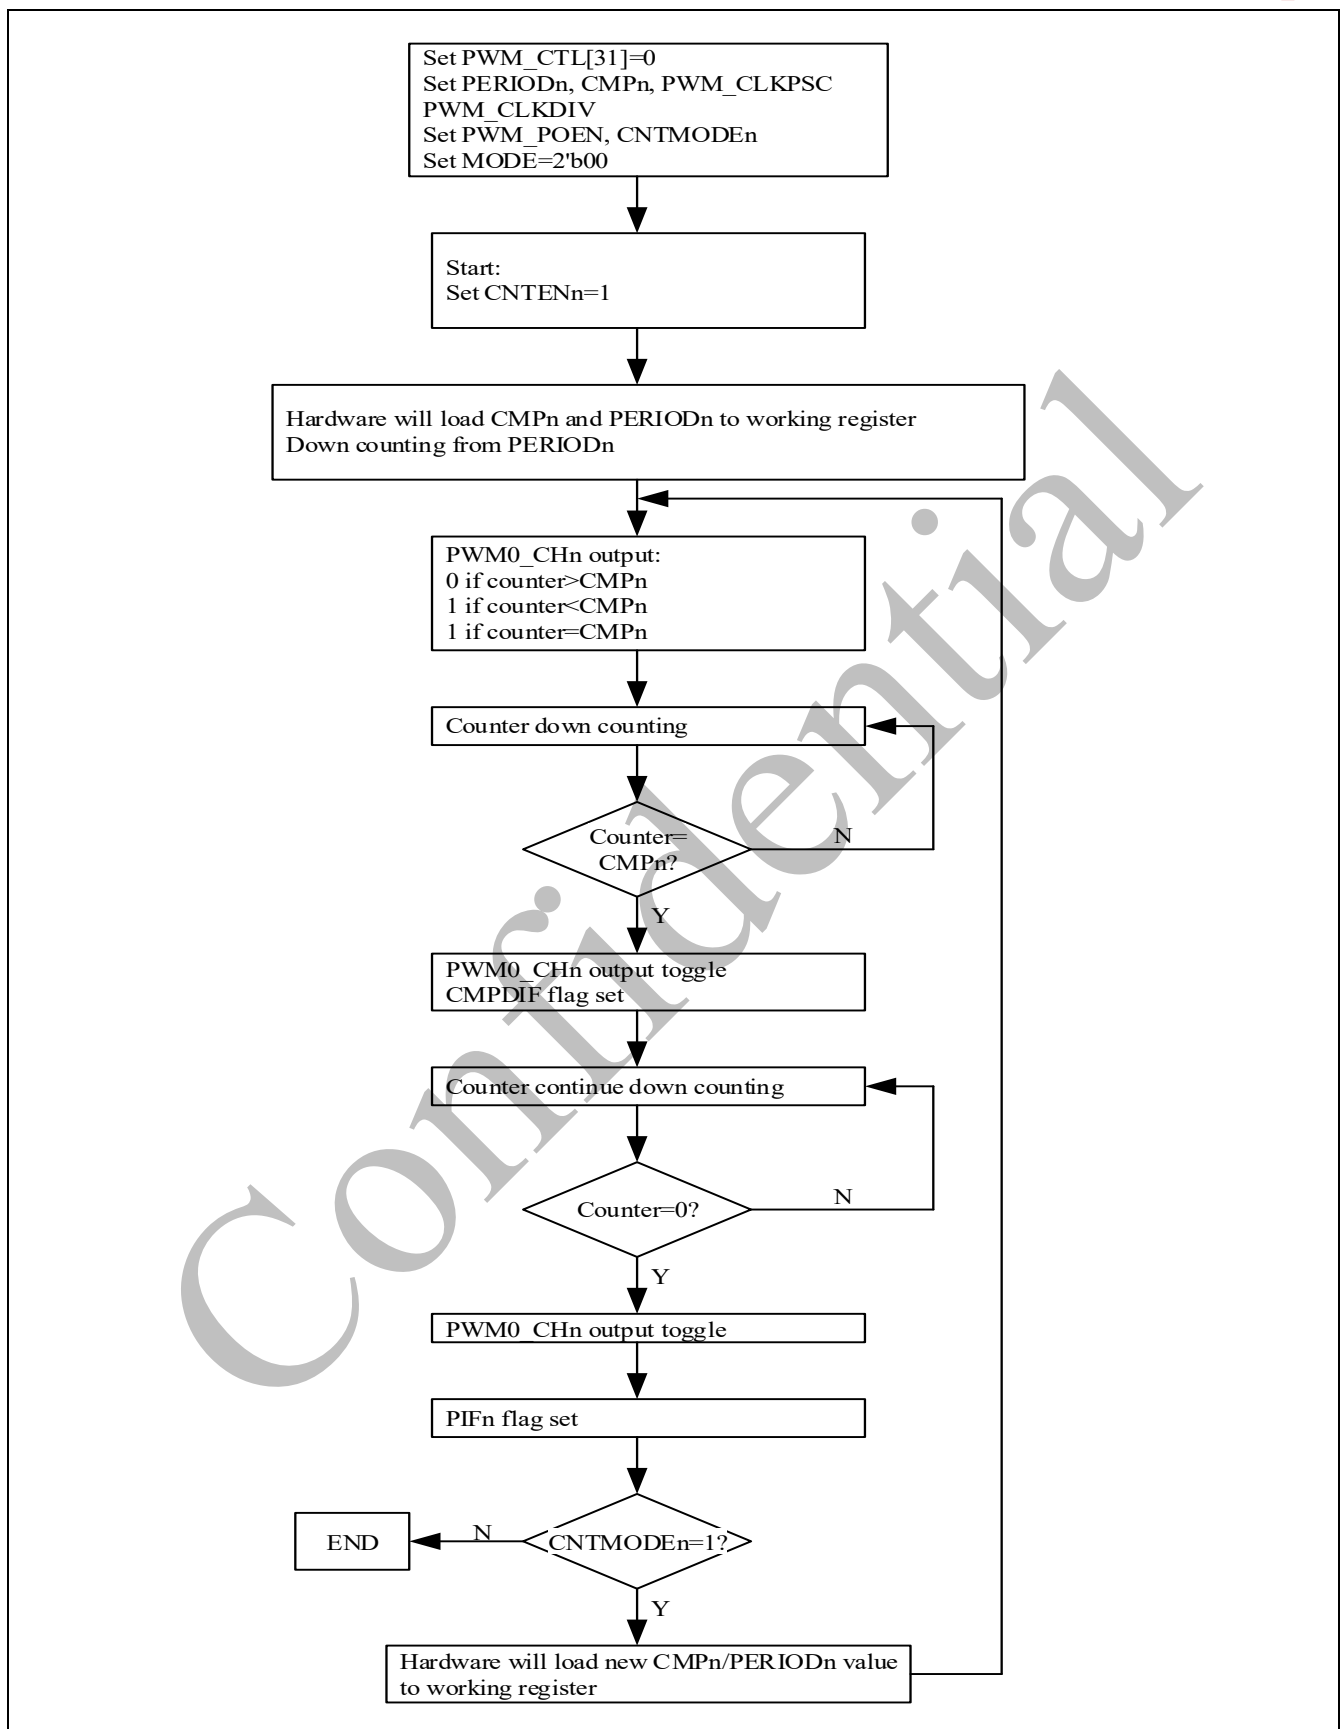 Set PWM_CTL[31]=0
Set PERIODn, CMPn, PWM_CLKPSC
PWM_CLKDIV
Set PWM_POEN, CNTMODEn
Set MODE=2'b00
Start:
Set CNTENn=1
Hardware will load CMPn and PERIODn to working register
Down counting from PERIODn
PWM0_CHn output:
0 if counter>CMPn
1 if counter<CMPn
1 if counter=CMPn
Counter down counting
Counter=
CMPn?
N
Y
PWM0_CHn output toggle
CMPDIF flag set
Counter continue down counting
Counter=0?
N
Y
PWM0_CHn output toggle
PIFn flag set
CNTMODEn=1?
N
END
Y
Hardware will load new CMPn/PERIODn value
to working register
Confidential